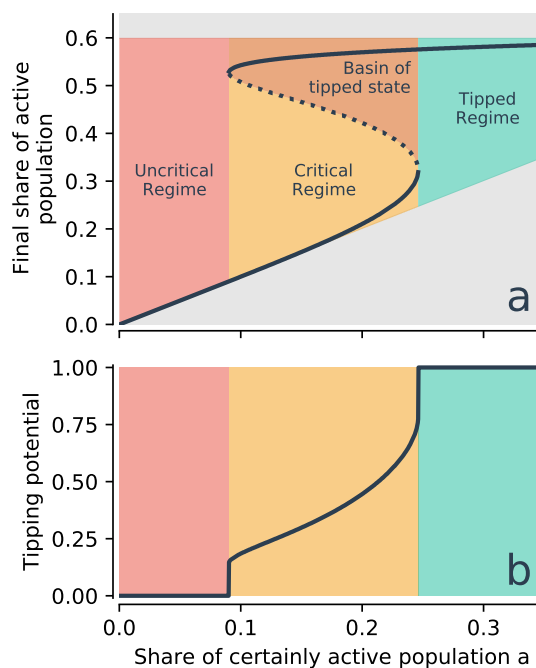 0.6
0.5
0.4
0.3
0.2
0.1
0.0
Final share of active
population
Basin of
tipped state
Tipped
Regime
Uncritical
Regime
Critical
Regime
a
1.00
0.75
0.50
0.25
0.00
Tipping potential
b
0.0
0.1
0.2
0.3
Share of certainly active population a